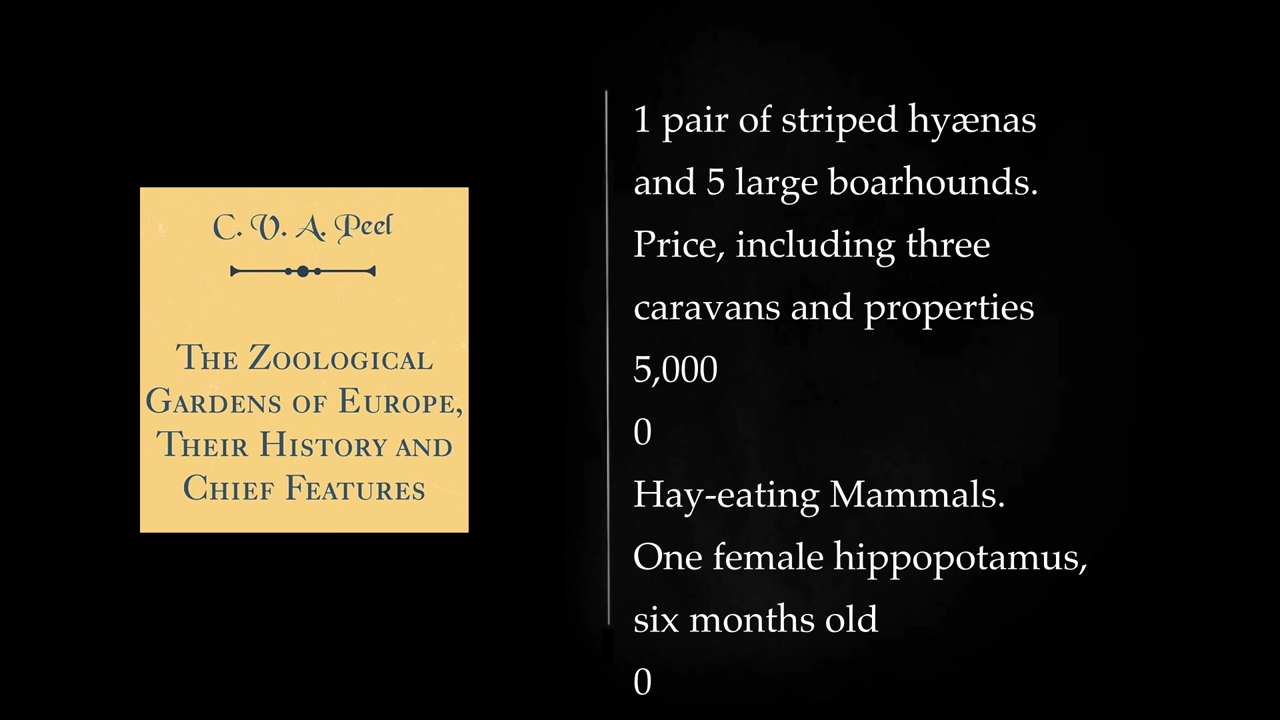 C. V. A. Peel
The Zoological
Gardens of Europe,
Their History and
Chief Features
1 pair of striped hyænas
and 5 large boarhounds.
Price, including three
caravans and properties
5,000
0
Hay-eating Mammals.
One female hippopotamus,
six months old
0